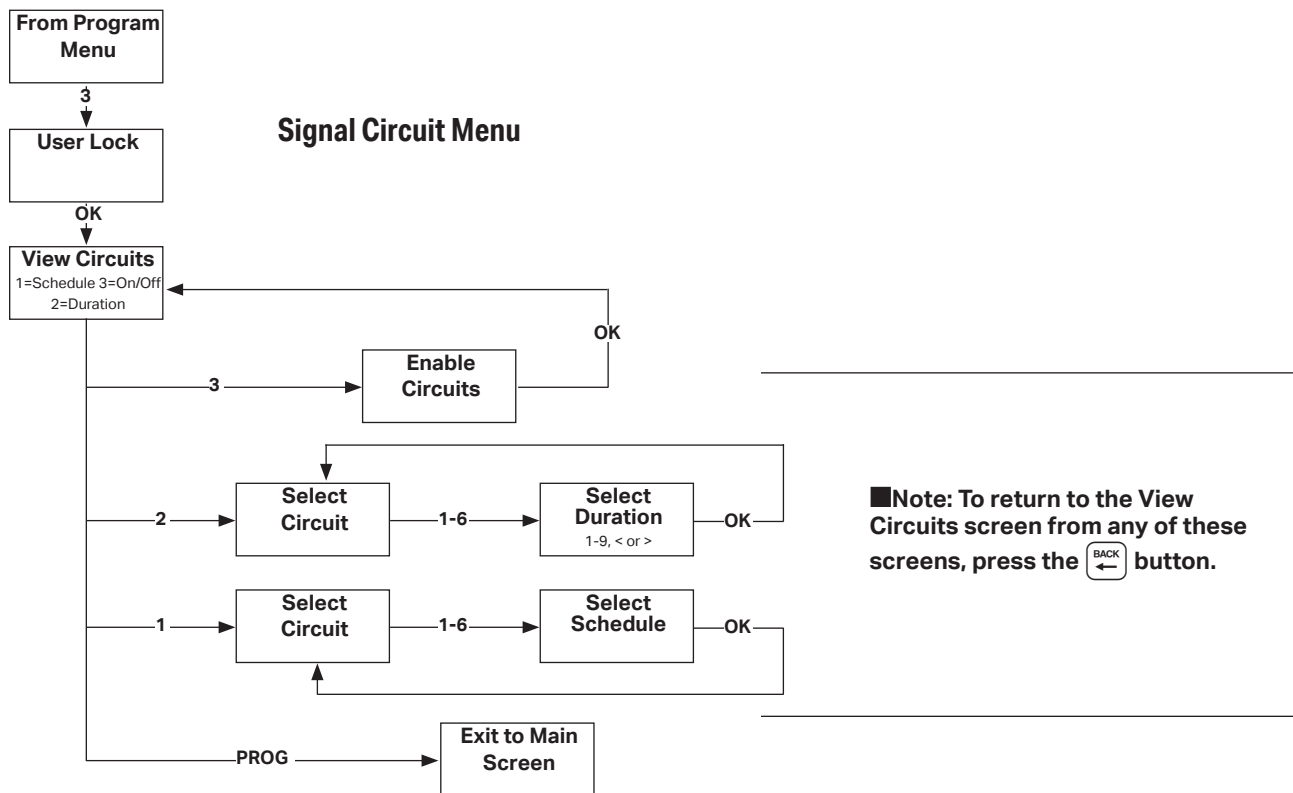 From Program
Menu
3
Signal Circuit Menu
User Lock
OK
View Circuits
1=Schedule 3=On/Off
2=Duration
OK
Enable
Circuits
3
Select
Circuit
2
1-6
Select
Duration
1-9, < or >
OK
■Note: To return to the View
Circuits screen from any of these
screens, press the BACK ← button.
Select
Circuit
1
1-6
Select
Schedule
OK
PROG
Exit to Main
Screen